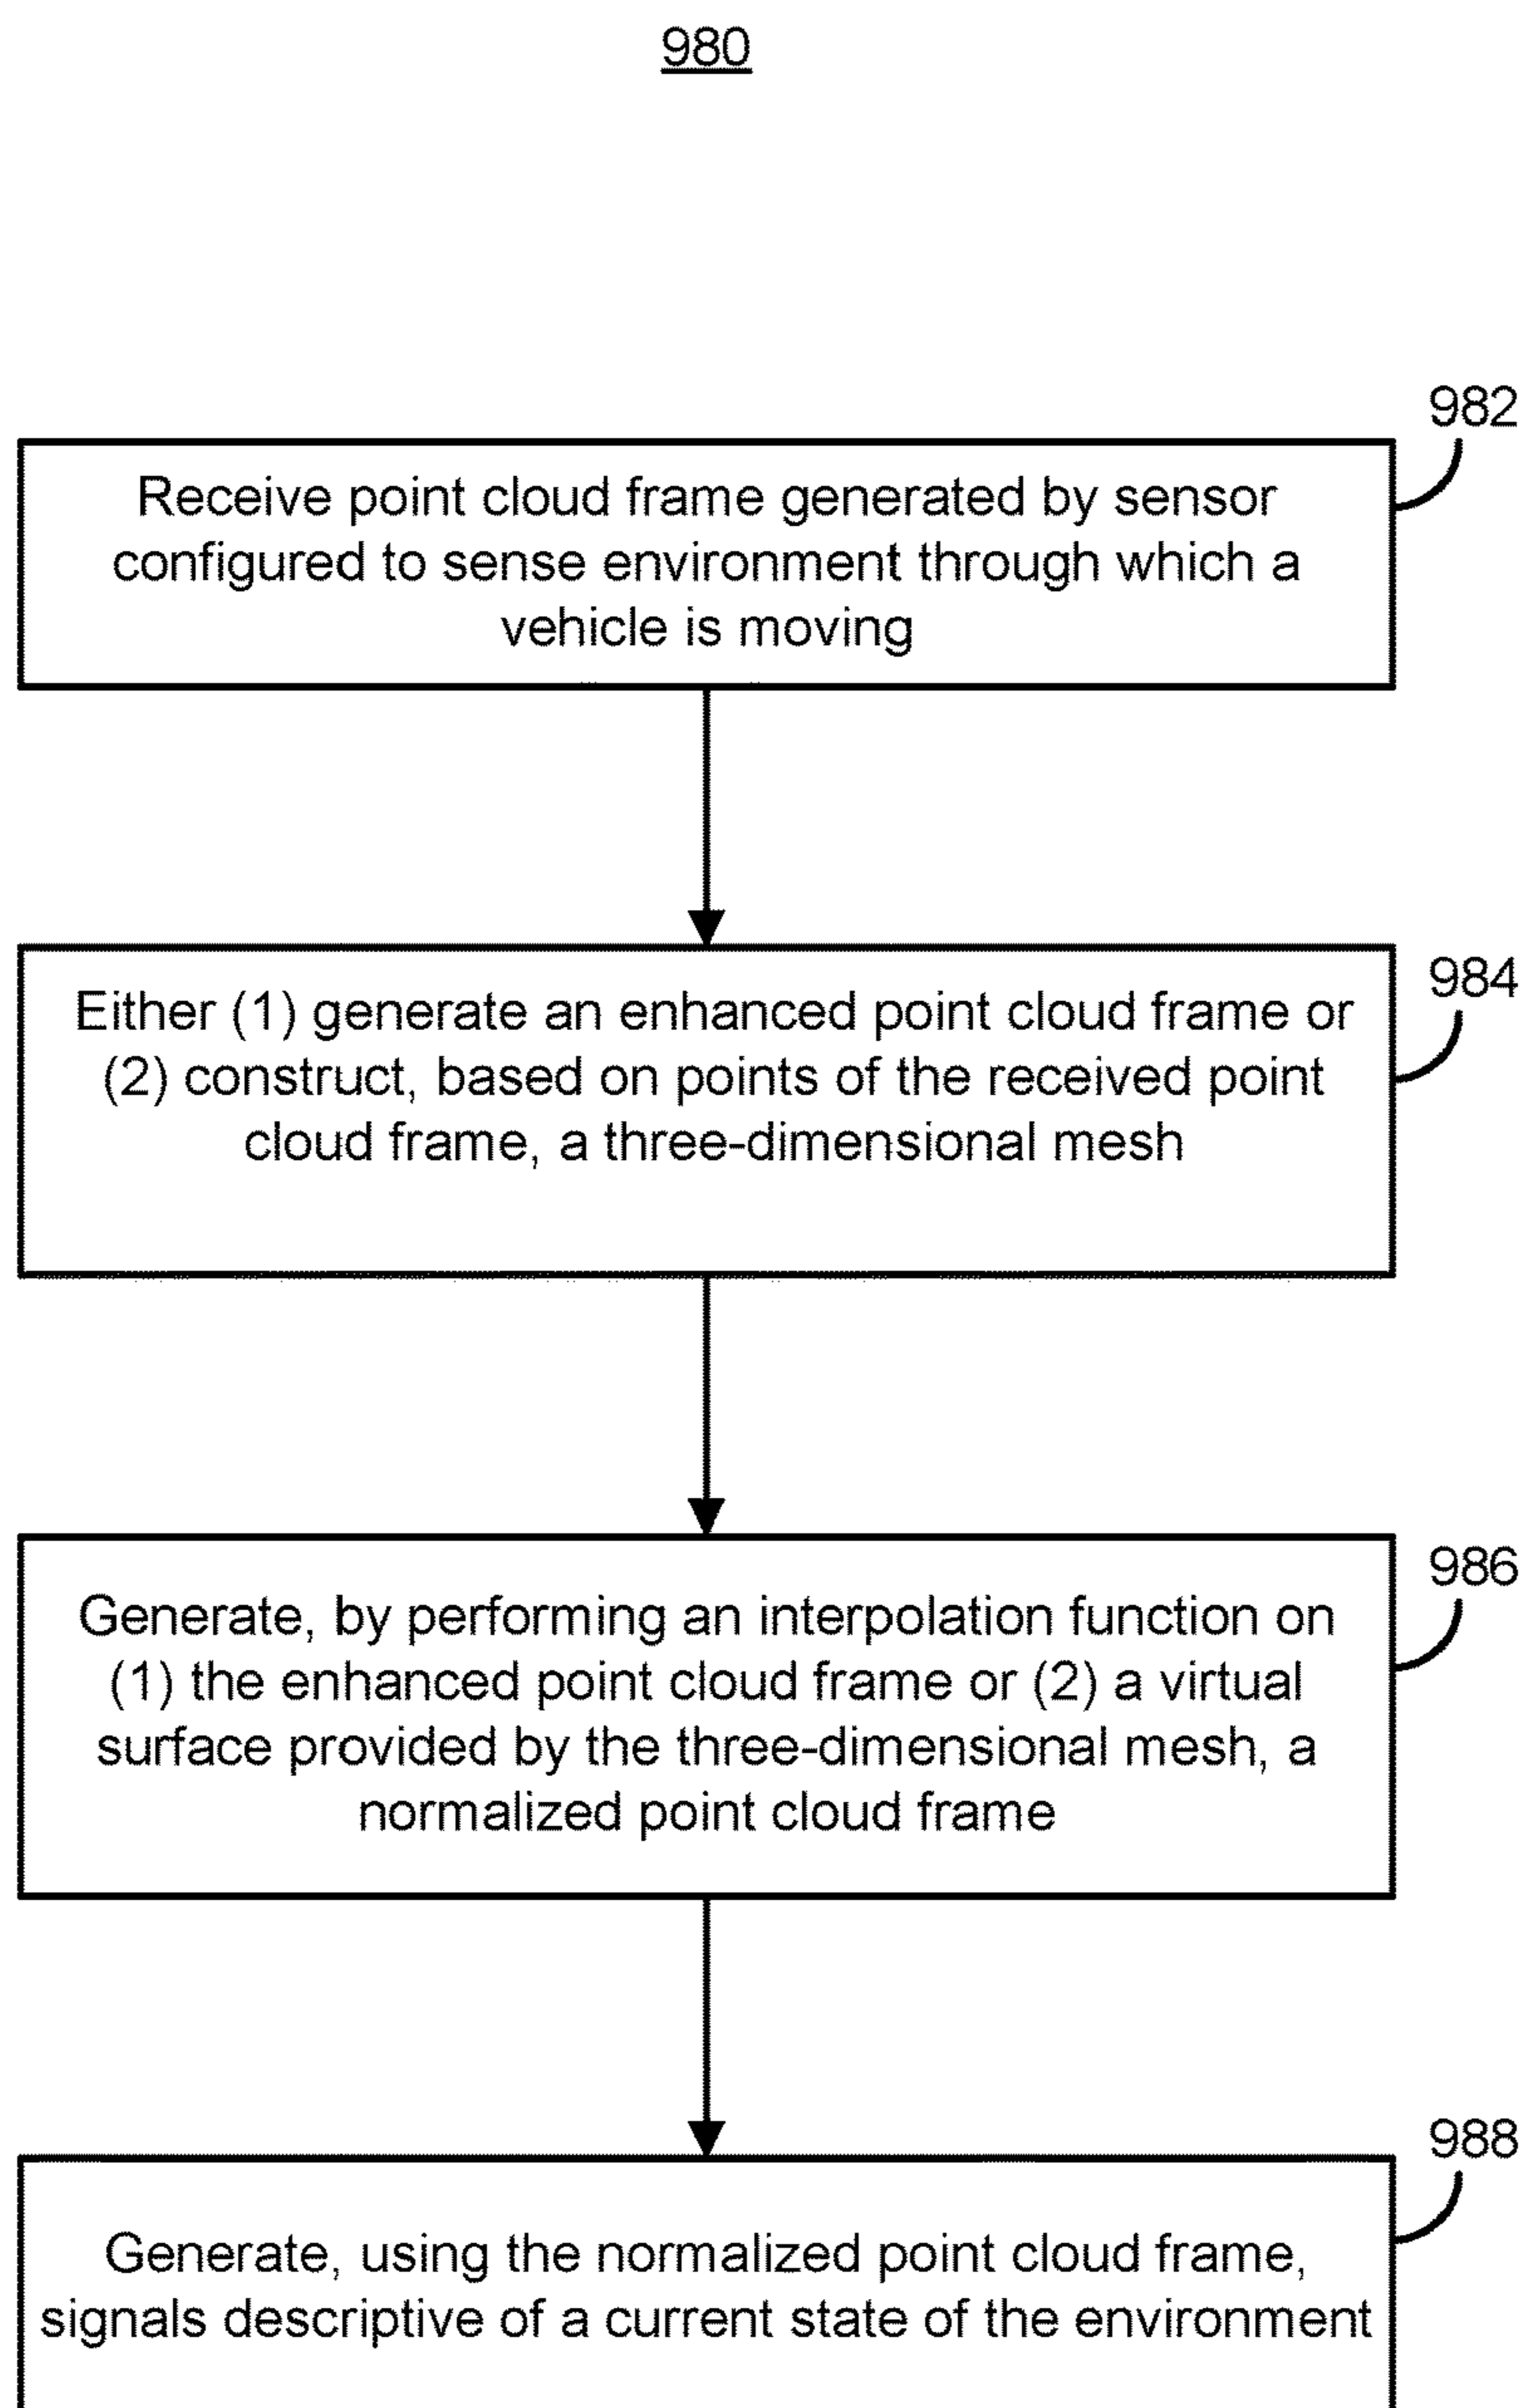 980
982
Receive point cloud frame generated by sensor
configured to sense environment through which a
vehicle is moving
984
Either (1) generate an enhanced point cloud frame or
(2) construct, based on points of the received point
cloud frame, a three-dimensional mesh
986
Generate, by performing an interpolation function on
(1) the enhanced point cloud frame or (2) a virtual
surface provided by the three-dimensional mesh, a
normalized point cloud frame
988
Generate, using the normalized point cloud frame,
signals descriptive of a current state of the environment